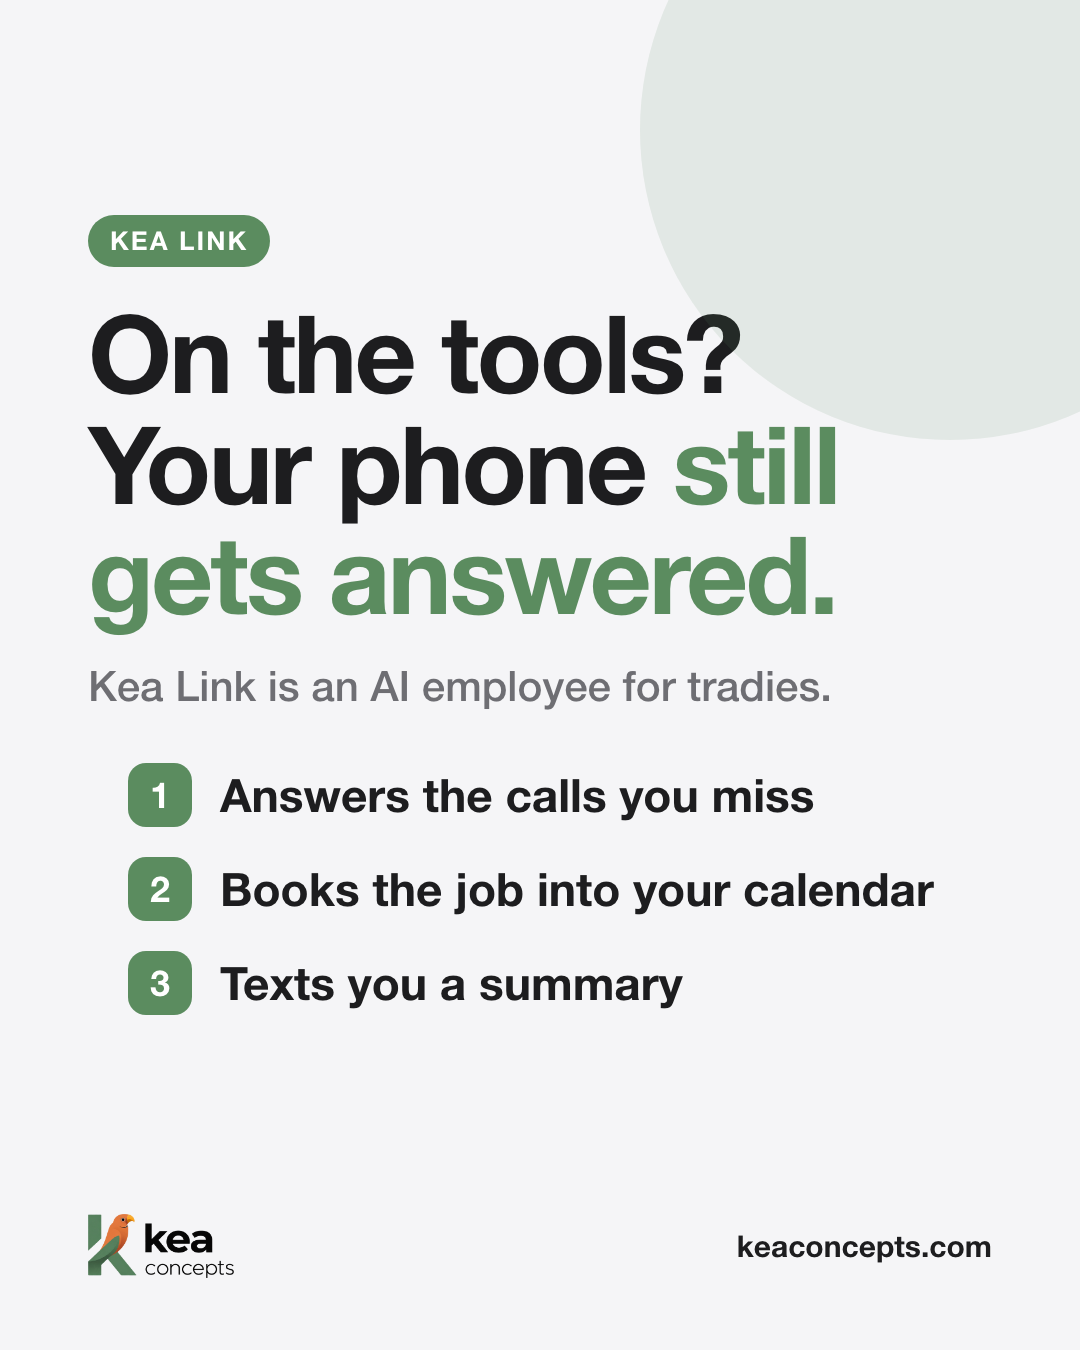 KEA LINK
On the tools?
Your phone still
gets answered.
Kea Link is an AI employee for tradies.
1 Answers the calls you miss
2 Books the job into your calendar
3 Texts you a summary
kea
concepts
keaconcepts.com